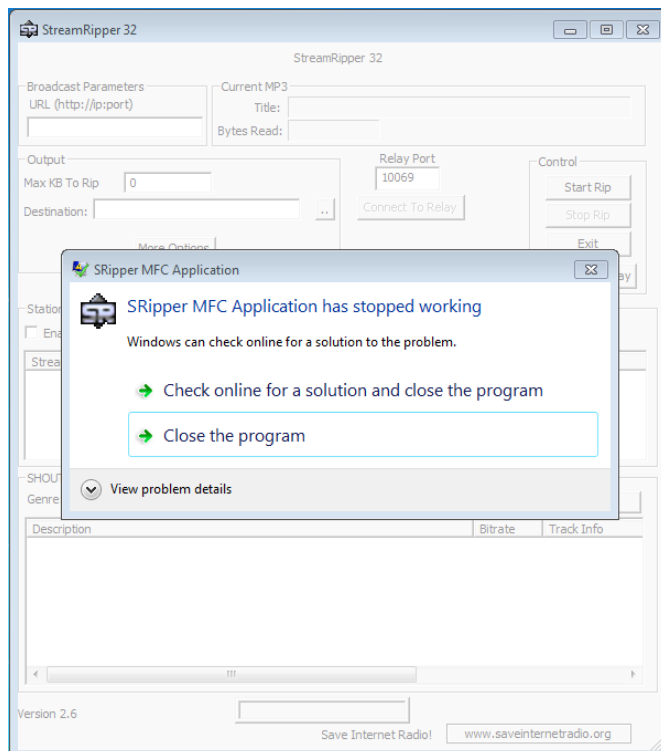 StreamRipper 32
StreamRipper 32
Broadcast Parameters
URL (http://ip:port)
Current MP3
Title:
Bytes Read:
Output
Max KB To Rip 0
Destination: ..
More Options
Relay Port
10069
Connect To Relay
Control
Start Rip
Stop Rip
Exit
SRipper MFC Application
SRipper MFC Application has stopped working
Windows can check online for a solution to the problem.
Check online for a solution and close the program
Close the program
View problem details
Genre
Description Bitrate Track Info
Version 2.6
Save Internet Radio! www.saveinternetradio.org